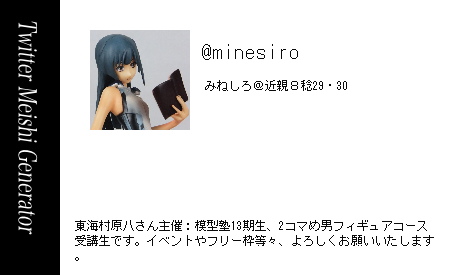 Twitter Meishi Generator
@minesiro
みねしろ@近親８稔29・30
東海村原八さん主催：模型塾13期生、2コマめ男フィギュアコース
受講生です。イベントやフリー枠等々、よろしくお願いいたします
。